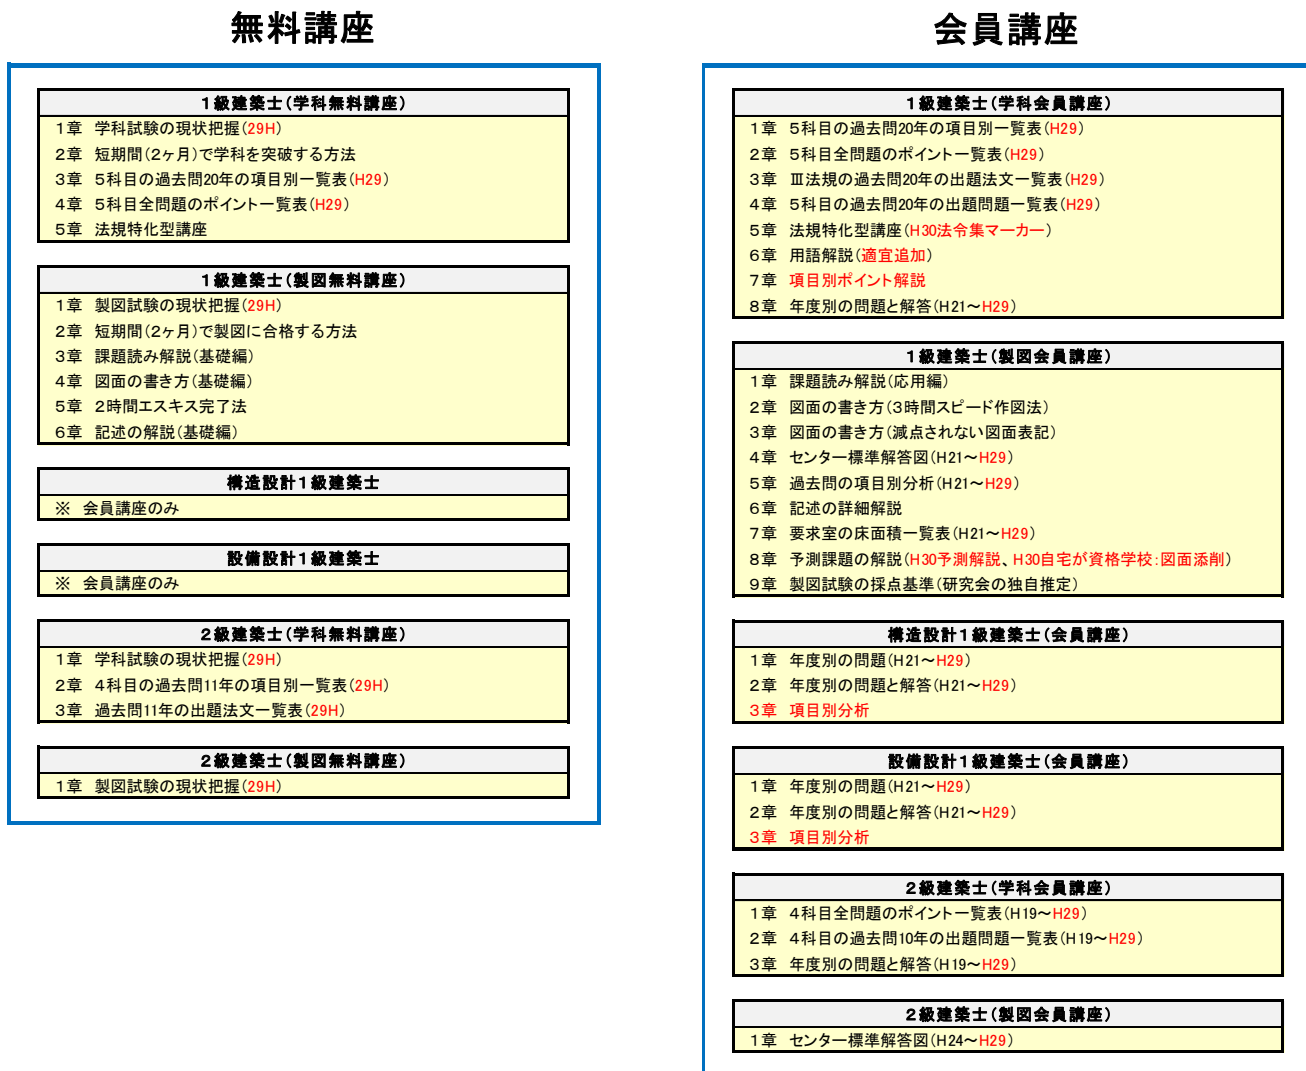 無料講座
1級建築士(学科無料講座)
1章 学科試験の現状把握(29H)
2章 短期間(2ヶ月)で学科を突破する方法
3章 5科目の過去問20年の項目別一覧表(H29)
4章 5科目全問題のポイント一覧表(H29)
5章 法規特化型講座
1級建築士(製図無料講座)
1章 製図試験の現状把握(29H)
2章 短期間(2ヶ月)で製図に合格する方法
3章 課題読み解説(基礎編)
4章 図面の書き方(基礎編)
5章 2時間エスキス完了法
6章 記述の解説(基礎編)
構造設計1級建築士
※ 会員講座のみ
設備設計1級建築士
※ 会員講座のみ
2級建築士(学科無料講座)
1章 学科試験の現状把握(29H)
2章 4科目の過去問11年の項目別一覧表(29H)
3章 過去問11年の出題法文一覧表(29H)
2級建築士(製図無料講座)
1章 製図試験の現状把握(29H)
会員講座
1級建築士(学科会員講座)
1章 5科目の過去問20年の項目別一覧表(H29)
2章 5科目全問題のポイント一覧表(H29)
3章 Ⅲ法規の過去問20年の出題法文一覧表(H29)
4章 5科目の過去問20年の出題問題一覧表(H29)
5章 法規特化型講座(H30法令集マーカー)
6章 用語解説(適宜追加)
7章 項目別ポイント解説
8章 年度別の問題と解答(H21～H29)
1級建築士(製図会員講座)
1章 課題読み解説(応用編)
2章 図面の書き方(3時間スピード作図法)
3章 図面の書き方(減点されない図面表記)
4章 センター標準解答図(H21～H29)
5章 過去問の項目別分析(H21～H29)
6章 記述の詳細解説
7章 要求室の床面積一覧表(H21～H29)
8章 予測課題の解説(H30予測解説、H30自宅が資格学校:図面添削)
9章 製図試験の採点基準(研究会の独自推定)
構造設計1級建築士(会員講座)
1章 年度別の問題(H21～H29)
2章 年度別の問題と解答(H21～H29)
3章 項目別分析
設備設計1級建築士(会員講座)
1章 年度別の問題(H21～H29)
2章 年度別の問題と解答(H21～H29)
3章 項目別分析
2級建築士(学科会員講座)
1章 4科目全問題のポイント一覧表(H19～H29)
2章 4科目の過去問10年の出題問題一覧表(H19～H29)
3章 年度別の問題と解答(H19～H29)
2級建築士(製図会員講座)
1章 センター標準解答図(H24～H29)